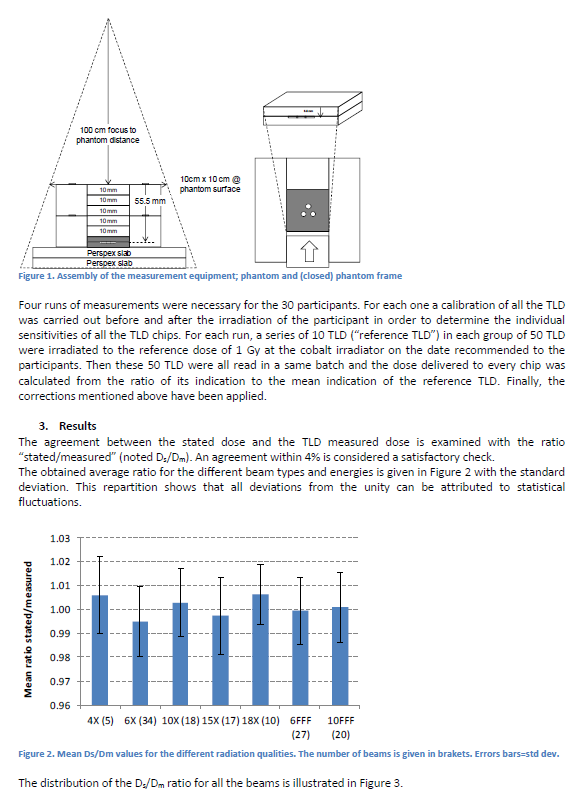 100 cm focus to
phantom distance
10cm x 10cm @
phantom surface
10mm
10mm
55.5 mm
10mm
10mm
10mm
Perspex slab
Perspex slab
Figure 1. Assembly of the measurement equipment; phantom and (closed) phantom frame
Four runs of measurements were necessary for the 30 participants. For each one a calibration of all the TLD
was carried out before and after the irradiation of the participant in order to determine the individual
sensitivities of all the TLD chips. For each run, a series of 10 TLD ("reference TLD") in each group of 50 TLD
were irradiated to the reference dose of 1 Gy at the cobalt irradiator on the date recommended to the
participants. Then these 50 TLD were all read in a same batch and the dose delivered to every chip was
calculated from the ratio of its indication to the mean indication of the reference TLD. Finally, the
corrections mentioned above have been applied.
3. Results
The agreement between the stated dose and the TLD measured dose is examined with the ratio
"stated/measured" (noted Ds/Dm). An agreement within 4% is considered a satisfactory check.
The obtained average ratio for the different beam types and energies is given in Figure 2 with the standard
deviation. This repartition shows that all deviations from the unity can be attributed to statistical
fluctuations.
Mean ratio stated/measured
1.03
1.02
1.01
1.00
0.99
0.98
0.97
0.96
4X (5) 6X (34) 10X (18) 15X (17) 18X (10) 6FFF (27) 10FFF (20)
Figure 2. Mean Ds/Dm values for the different radiation qualities. The number of beams is given in brakets. Errors bars=std dev.
The distribution of the Ds/Dm ratio for all the beams is illustrated in Figure 3.